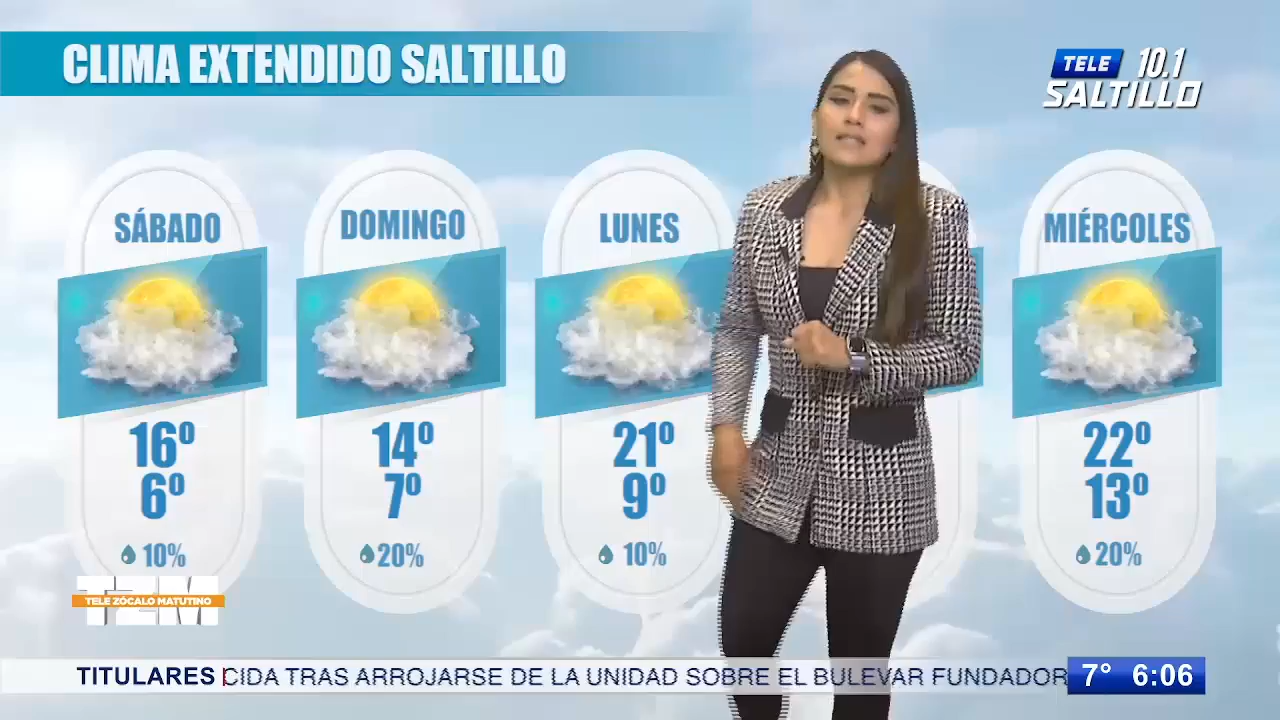 CLIMA EXTENDIDO SALTILLO
TELE 10.1
SALTILLO
SÁBADO
16º
6º
10%
DOMINGO
14º
7º
20%
LUNES
21º
9º
10%
MIÉRCOLES
22º
13º
20%
TZM
TELE ZÓCALO MATUTINO
TITULARES CIDA TRAS ARROJARSE DE LA UNIDAD SOBRE EL BULEVAR FUNDADOR
7° 6:06